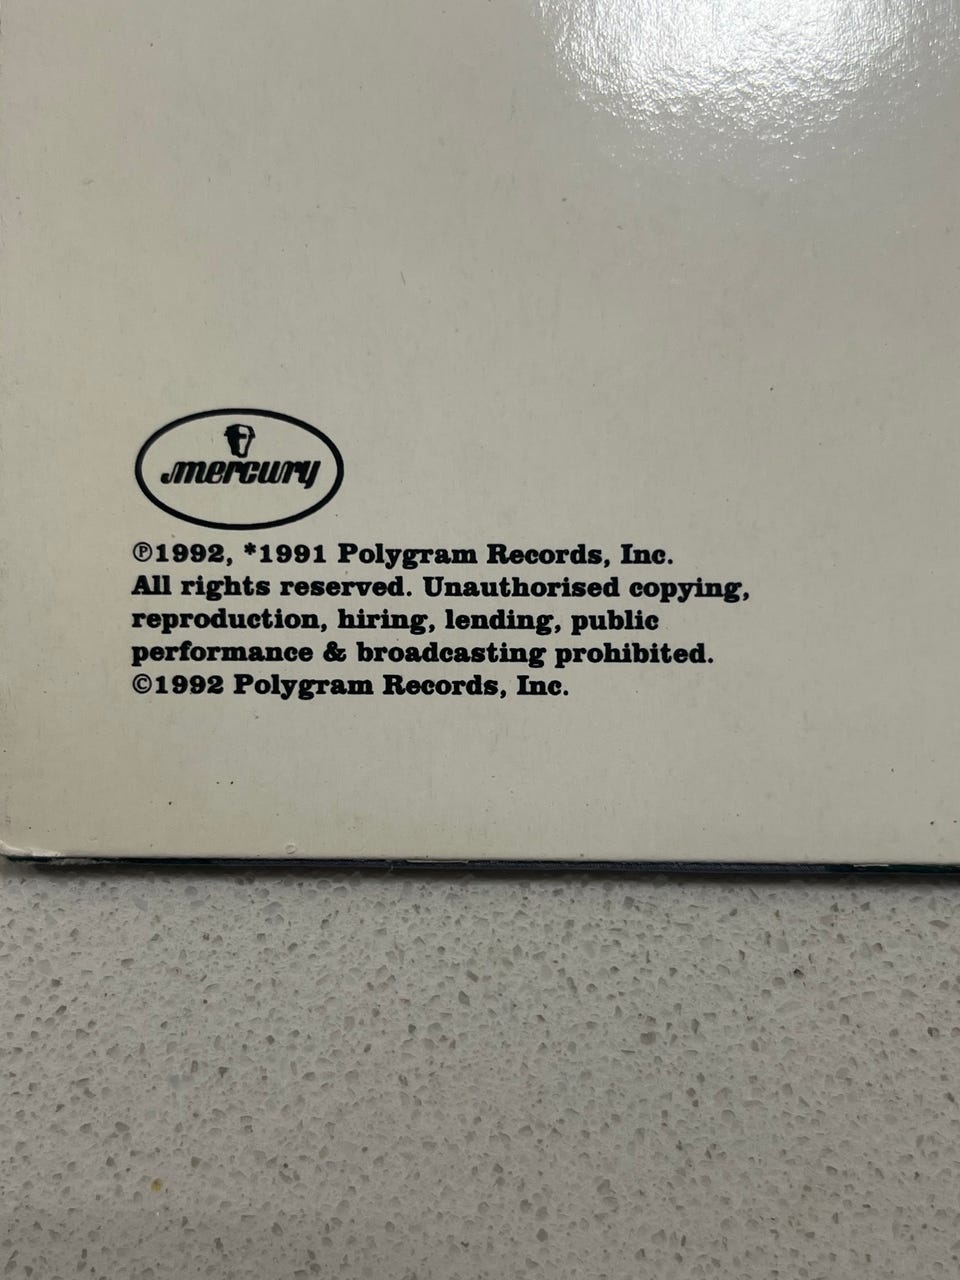 mercury
℗1992, *1991 Polygram Records, Inc.
All rights reserved. Unauthorised copying,
reproduction, hiring, lending, public
performance & broadcasting prohibited.
©1992 Polygram Records, Inc.